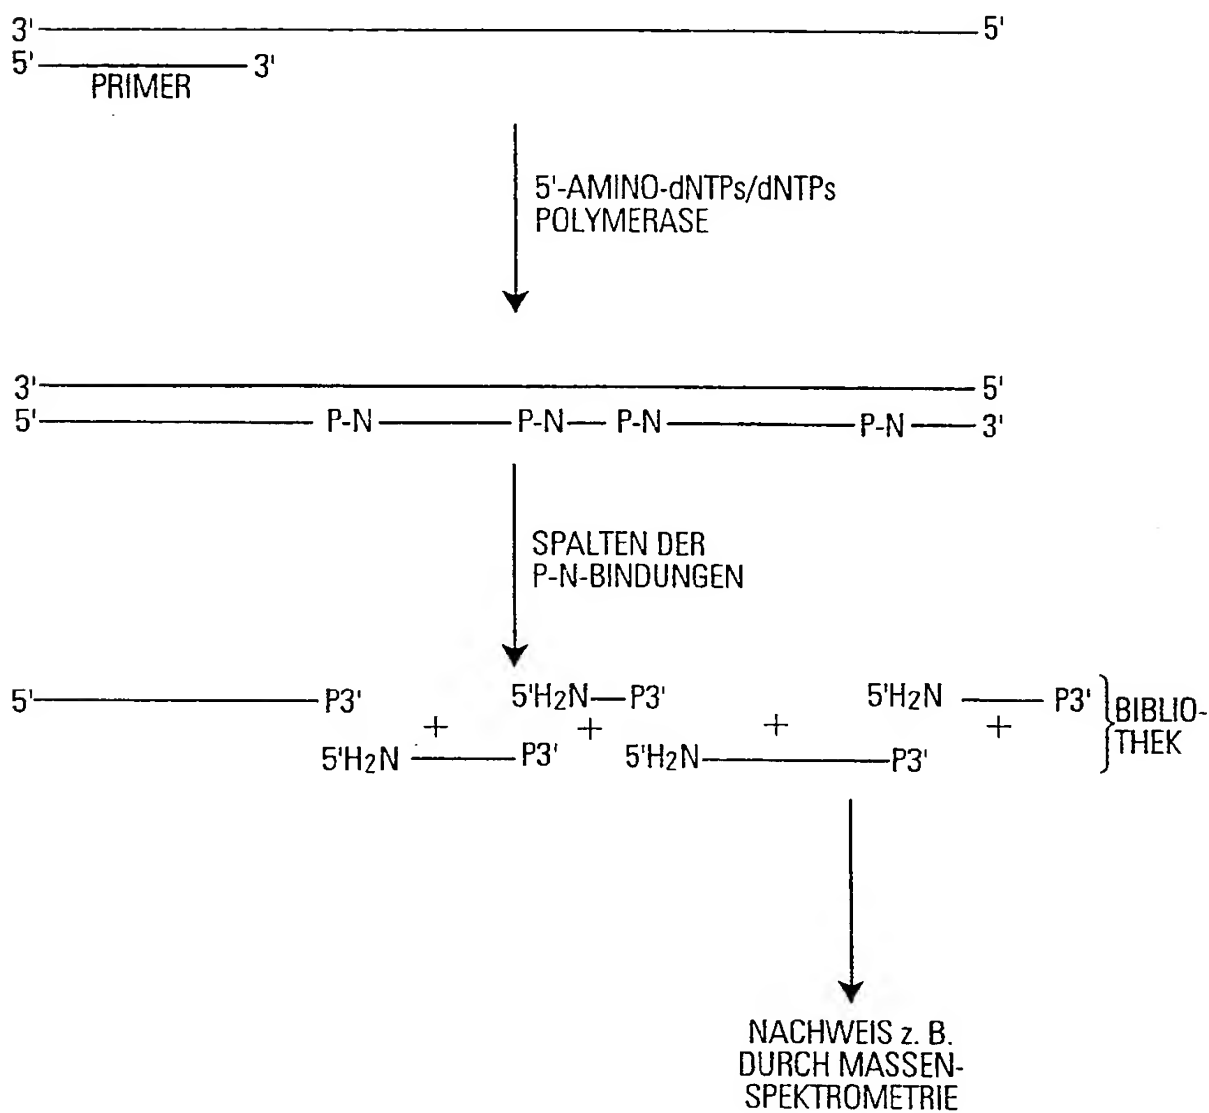 3' 5'
5' 3'
PRIMER
5'-AMINO-dNTPs/dNTPs
POLYMERASE
3' 5'
5' P-N P-N P-N P-N 3'
SPALTEN DER
P-N-BINDUNGEN
5' P3' 5'H2N P3' 5'H2N P3'
+ + + +
5'H2N P3' 5'H2N P3'
BIBLIO-
THEK
NACHWEIS z. B.
DURCH MASSEN-
SPEKTROMETRIE